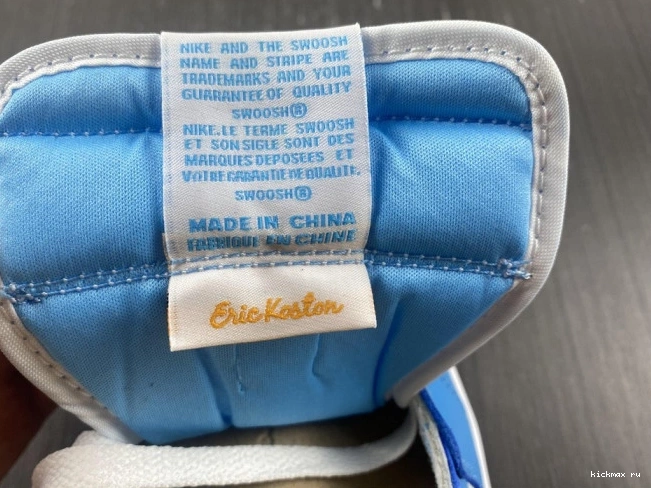 NIKE AND THE SWOOSH
NAME AND STRIPE ARE
TRADEMARKS AND YOUR
GUARANTEE OF QUALITY
SWOOSH®
NIKE.LE TERME SWOOSH
ET SON SIGLE SONT DES
MARQUES DEPOSEES ET
VOTRE GARANTIE DE QUALITE.
SWOOSH®
MADE IN CHINA
FABRIQUE EN CHINE
Eric Koston
kickmax ru